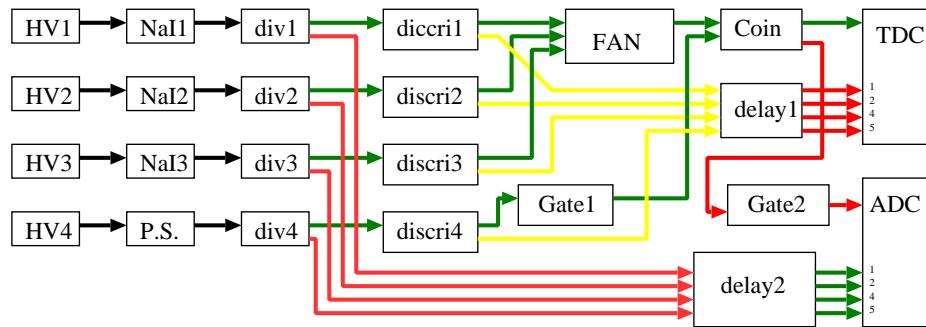 HV1 NaI1 div1 diccri1 FAN Coin TDC
HV2 NaI2 div2 discri2 delay1
1
2
4
5
HV3 NaI3 div3 discri3
HV4 P.S. div4 discri4 Gate1 Gate2 ADC
delay2
1
2
4
5